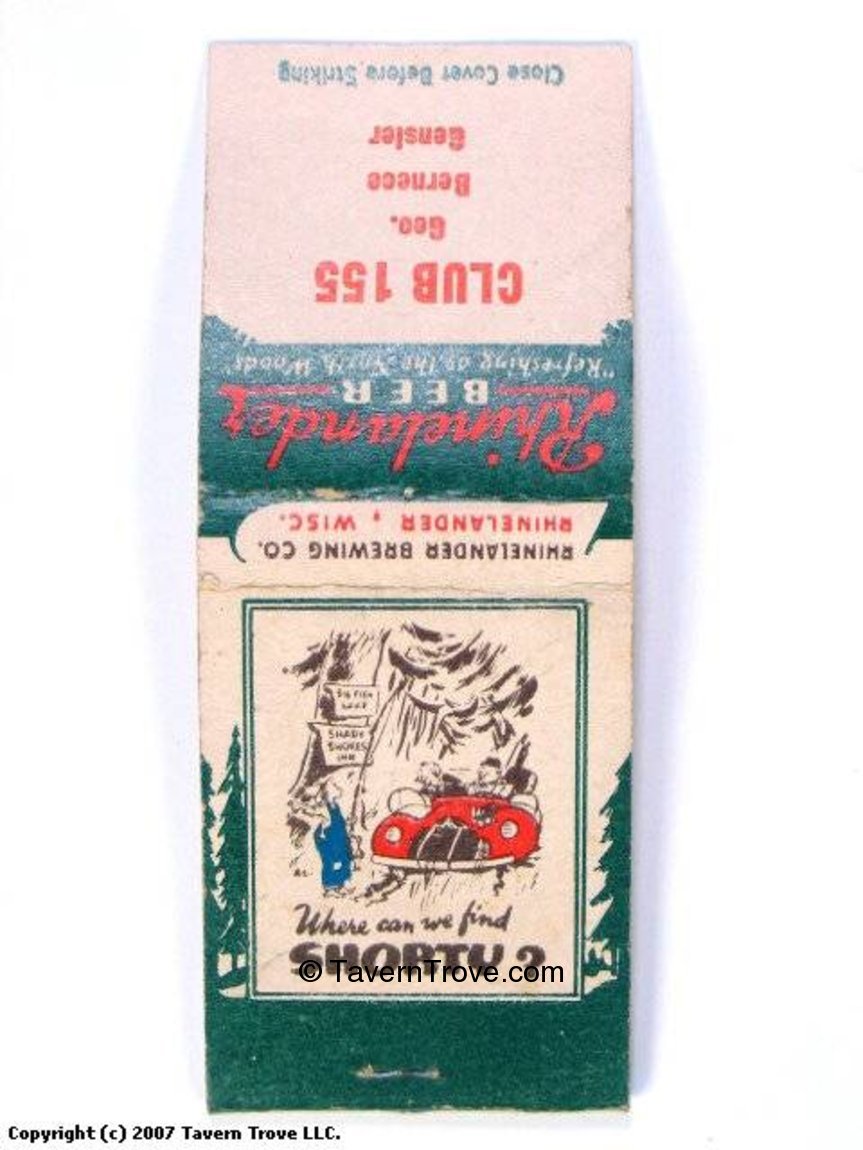 Close Cover Before Striking
Gensler
Bernece
Geo.
CLUB 155
"Refreshing as the North Woods"
BEER
Rhinelander
RHINELANDER, WISC.
RHINELANDER BREWING CO.
BIG FISH
LAKE
SHADY
SHORES
INN
Where can we find
SHORTY?
© TavernTrove.com
Copyright (c) 2007 Tavern Trove LLC.